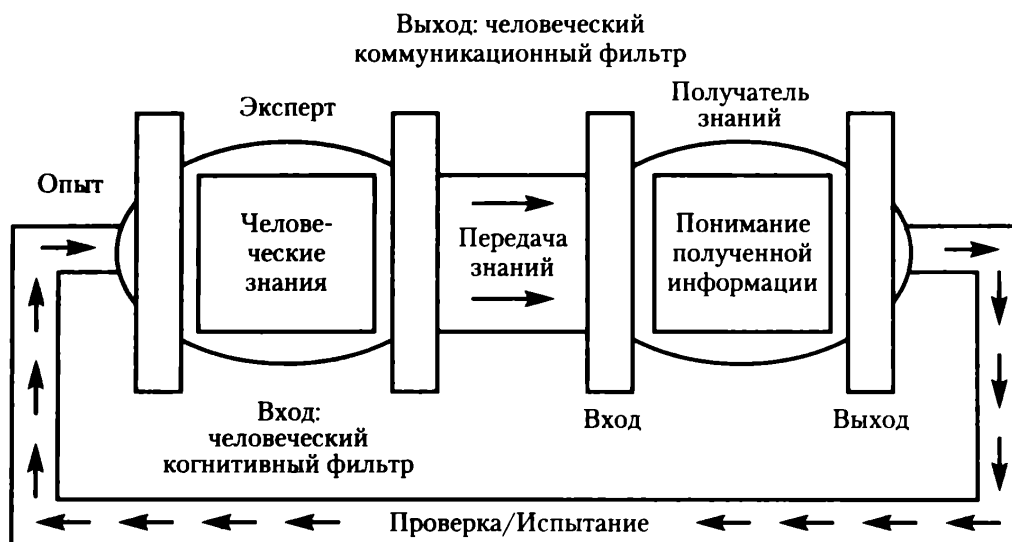 Выход: человеческий
коммуникационный фильтр
Эксперт
Получатель
знаний
Опыт
Челове-
ческие
знания
Передача
знаний
Понимание
полученной
информации
Вход:
человеческий
когнитивный фильтр
Вход
Выход
Проверка/Испытание